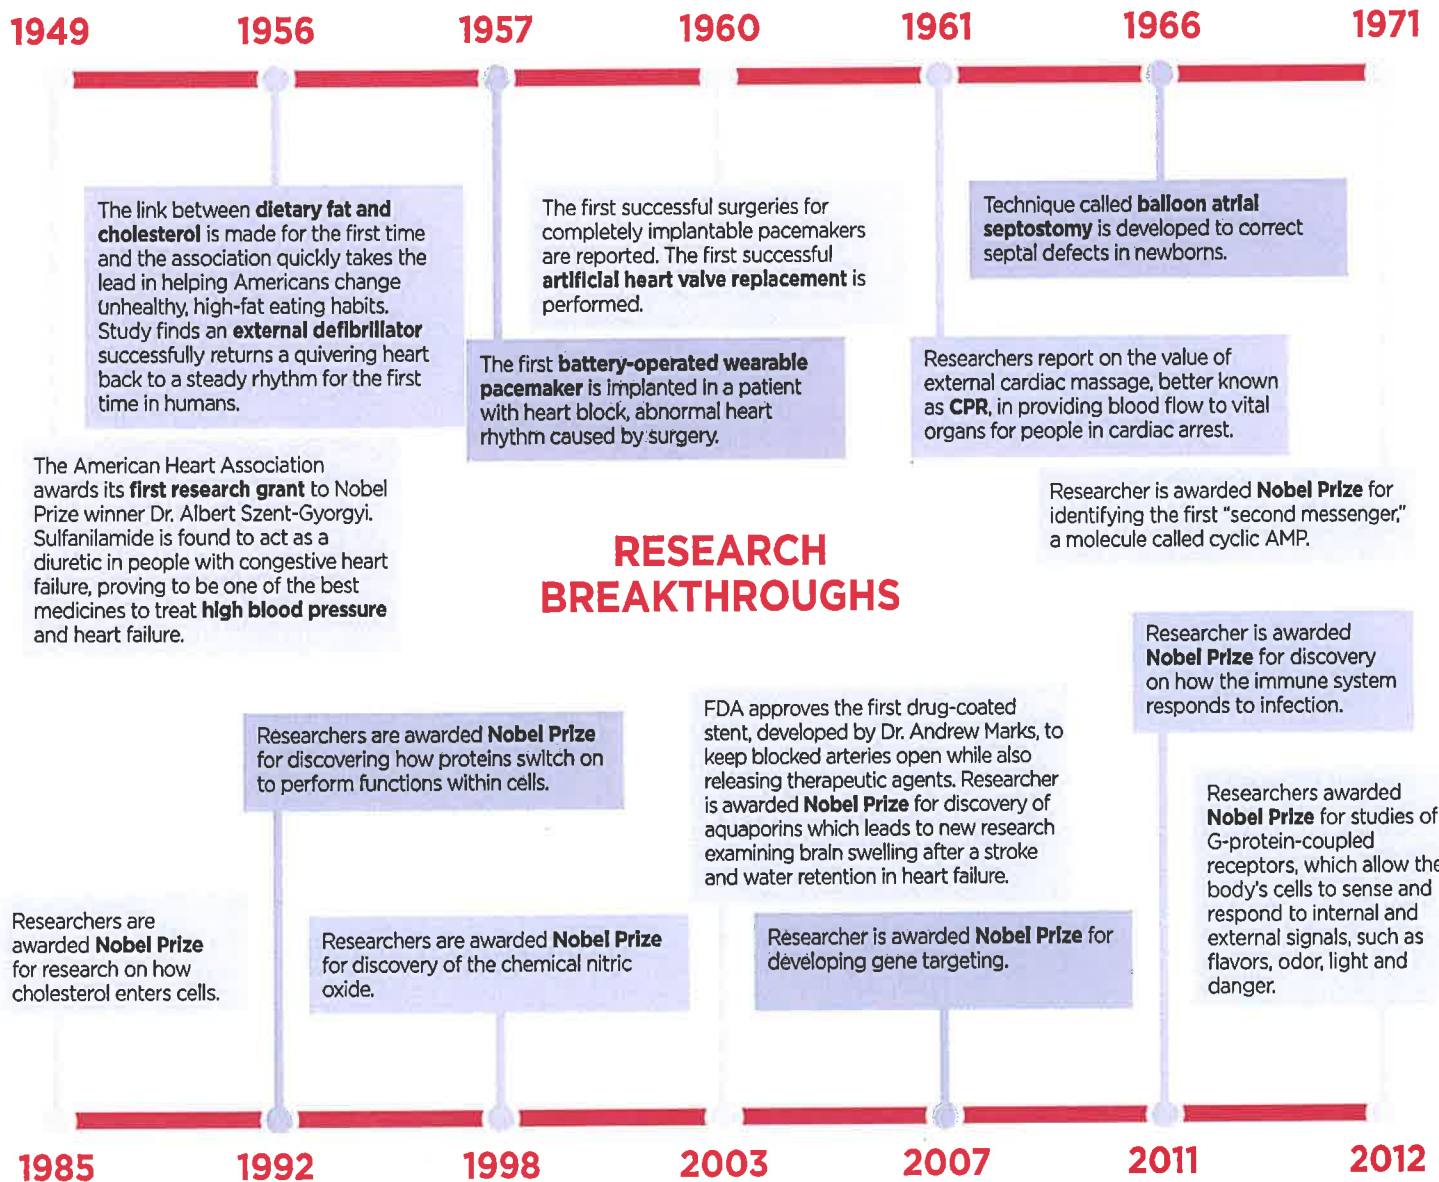 1949
1956
1957
1960
1961
1966
1971
The link between dietary fat and
cholesterol is made for the first time
and the association quickly takes the
lead in helping Americans change
unhealthy, high-fat eating habits.
Study finds an external defibrillator
successfully returns a quivering heart
back to a steady rhythm for the first
time in humans.
The first successful surgeries for
completely implantable pacemakers
are reported. The first successful
artificial heart valve replacement is
performed.
Technique called balloon atrial
septostomy is developed to correct
septal defects in newborns.
The first battery-operated wearable
pacemaker is implanted in a patient
with heart block, abnormal heart
rhythm caused by surgery.
Researchers report on the value of
external cardiac massage, better known
as CPR, in providing blood flow to vital
organs for people in cardiac arrest.
The American Heart Association
awards its first research grant to Nobel
Prize winner Dr. Albert Szent-Gyorgyi.
Sulfanilamide is found to act as a
diuretic in people with congestive heart
failure, proving to be one of the best
medicines to treat high blood pressure
and heart failure.
Researcher is awarded Nobel Prize for
identifying the first "second messenger,"
a molecule called cyclic AMP.
RESEARCH
BREAKTHROUGHS
Researcher is awarded
Nobel Prize for discovery
on how the immune system
responds to infection.
Researchers are awarded Nobel Prize
for discovering how proteins switch on
to perform functions within cells.
FDA approves the first drug-coated
stent, developed by Dr. Andrew Marks, to
keep blocked arteries open while also
releasing therapeutic agents. Researcher
is awarded Nobel Prize for discovery of
aquaporins which leads to new research
examining brain swelling after a stroke
and water retention in heart failure.
Researchers awarded
Nobel Prize for studies of
G-protein-coupled
receptors, which allow the
body's cells to sense and
respond to internal and
external signals, such as
flavors, odor, light and
danger.
Researchers are
awarded Nobel Prize
for research on how
cholesterol enters cells.
Researchers are awarded Nobel Prize
for discovery of the chemical nitric
oxide.
Researcher is awarded Nobel Prize for
developing gene targeting.
1985
1992
1998
2003
2007
2011
2012